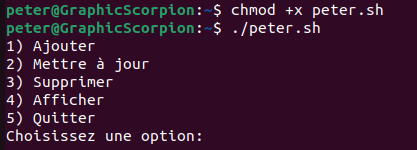 peter@GraphicScorpion:~$ chmod +x peter.sh
peter@GraphicScorpion:~$ ./peter.sh
1) Ajouter
2) Mettre à jour
3) Supprimer
4) Afficher
5) Quitter
Choisissez une option: